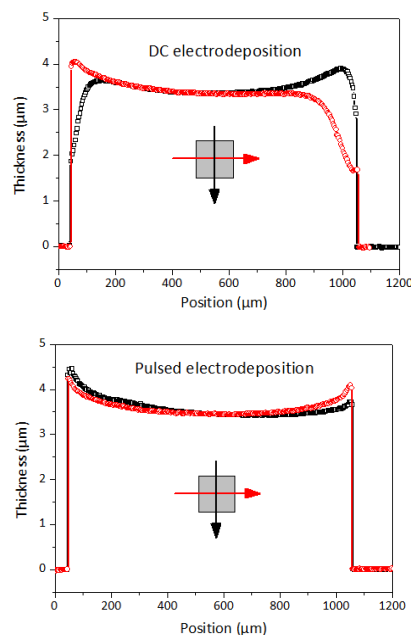 DC electrodeposition
Thickness (µm)
5
4
3
2
1
0
0 200 400 600 800 1000 1200
Position (µm)
Pulsed electrodeposition
Thickness (µm)
5
4
3
2
1
0
0 200 400 600 800 1000 1200
Position (µm)